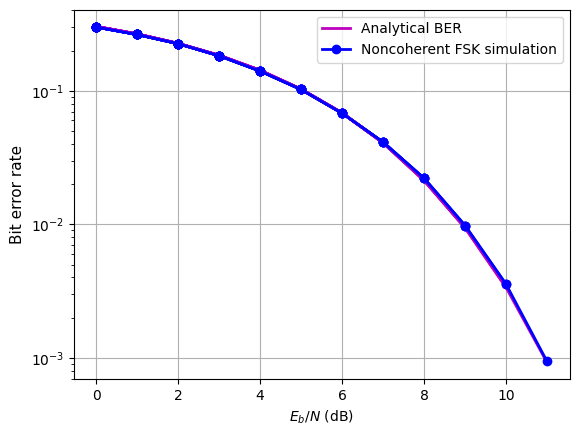 Analytical BER
Noncoherent FSK simulation
Bit error rate
10⁻¹
10⁻²
10⁻³
0 2 4 6 8 10
E_b/N (dB)